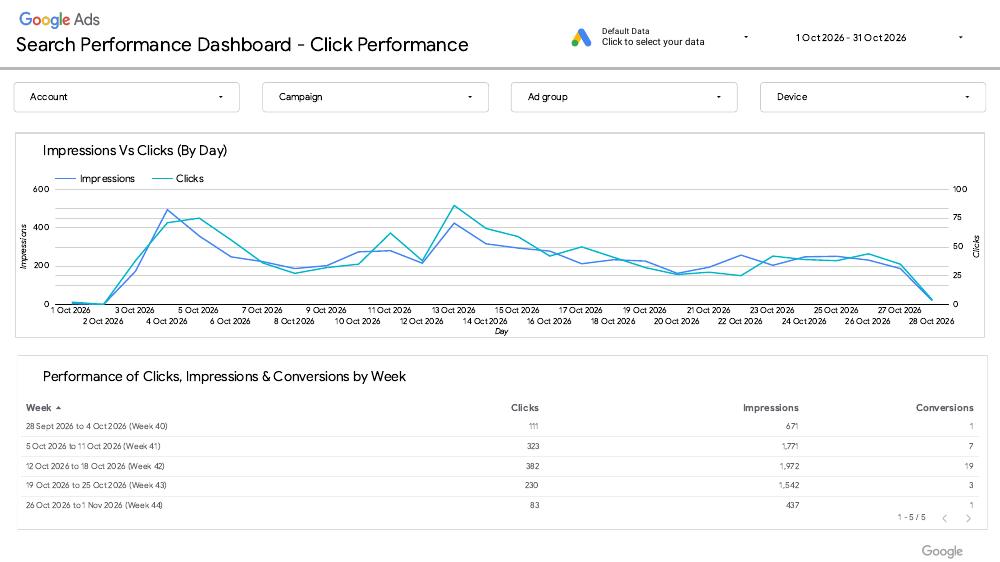 Google Ads
Search Performance Dashboard - Click Performance
Default Data
Click to select your data
1 Oct 2026 - 31 Oct 2026
Account
Campaign
Ad group
Device
Impressions Vs Clicks (By Day)
Impressions
Clicks
600
400
200
0
Impressions
100
75
50
25
0
Clicks
1 Oct 2026
2 Oct 2026
3 Oct 2026
4 Oct 2026
5 Oct 2026
6 Oct 2026
7 Oct 2026
8 Oct 2026
9 Oct 2026
10 Oct 2026
11 Oct 2026
12 Oct 2026
13 Oct 2026
14 Oct 2026
15 Oct 2026
16 Oct 2026
17 Oct 2026
18 Oct 2026
19 Oct 2026
20 Oct 2026
21 Oct 2026
22 Oct 2026
23 Oct 2026
24 Oct 2026
25 Oct 2026
26 Oct 2026
27 Oct 2026
28 Oct 2026
Day
Performance of Clicks, Impressions & Conversions by Week
Week Clicks Impressions Conversions
28 Sept 2026 to 4 Oct 2026 (Week 40) 111 671 1
5 Oct 2026 to 11 Oct 2026 (Week 41) 323 1,771 7
12 Oct 2026 to 18 Oct 2026 (Week 42) 382 1,972 19
19 Oct 2026 to 25 Oct 2026 (Week 43) 230 1,542 3
26 Oct 2026 to 1 Nov 2026 (Week 44) 83 437 1
1 - 5 / 5
Google